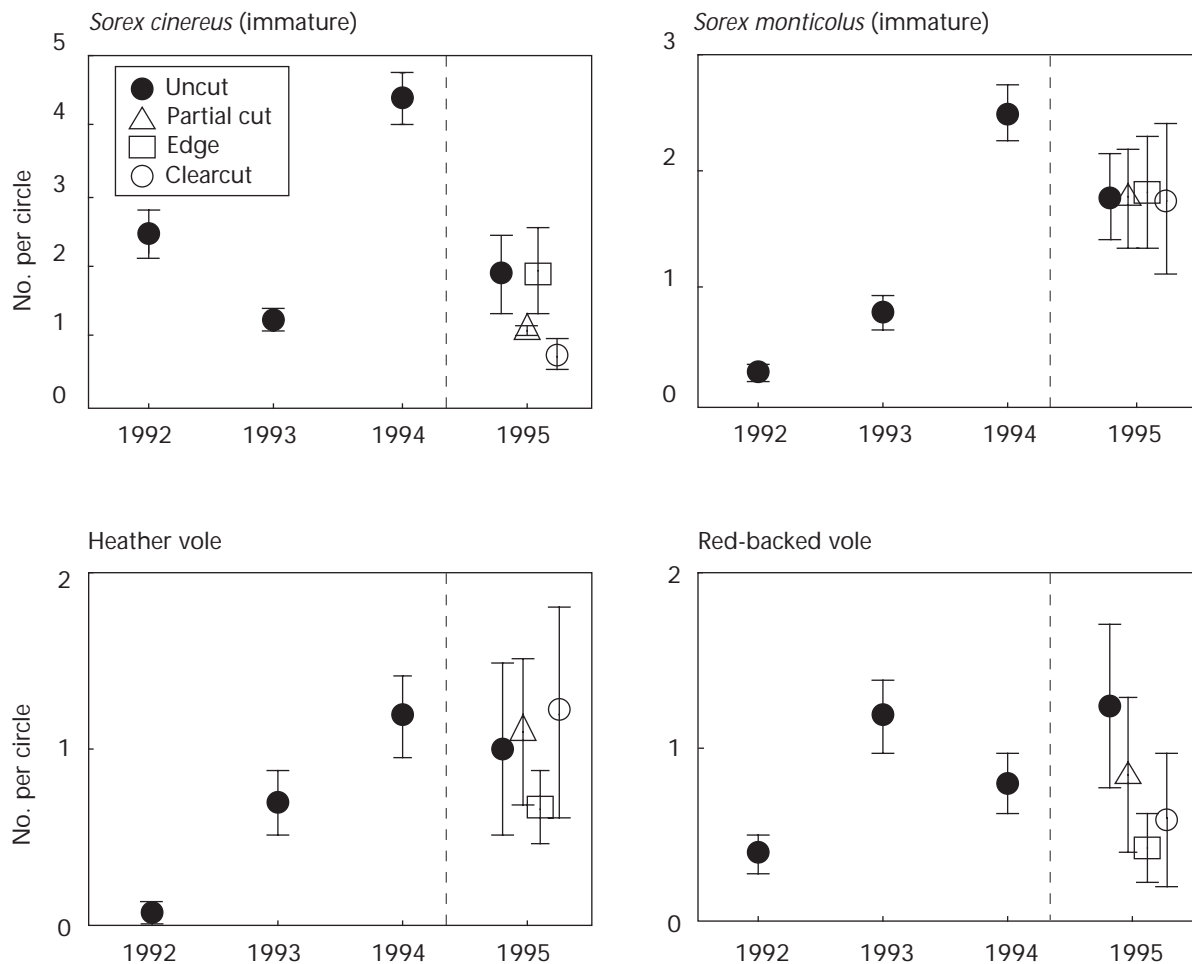 Sorex cinereus (immature)
5
4
3
2
1
0
No. per circle
Uncut
Partial cut
Edge
Clearcut
1992 1993 1994 1995
Sorex monticolus (immature)
3
2
1
0
1992 1993 1994 1995
Heather vole
2
1
0
No. per circle
1992 1993 1994 1995
Red-backed vole
2
1
0
1992 1993 1994 1995